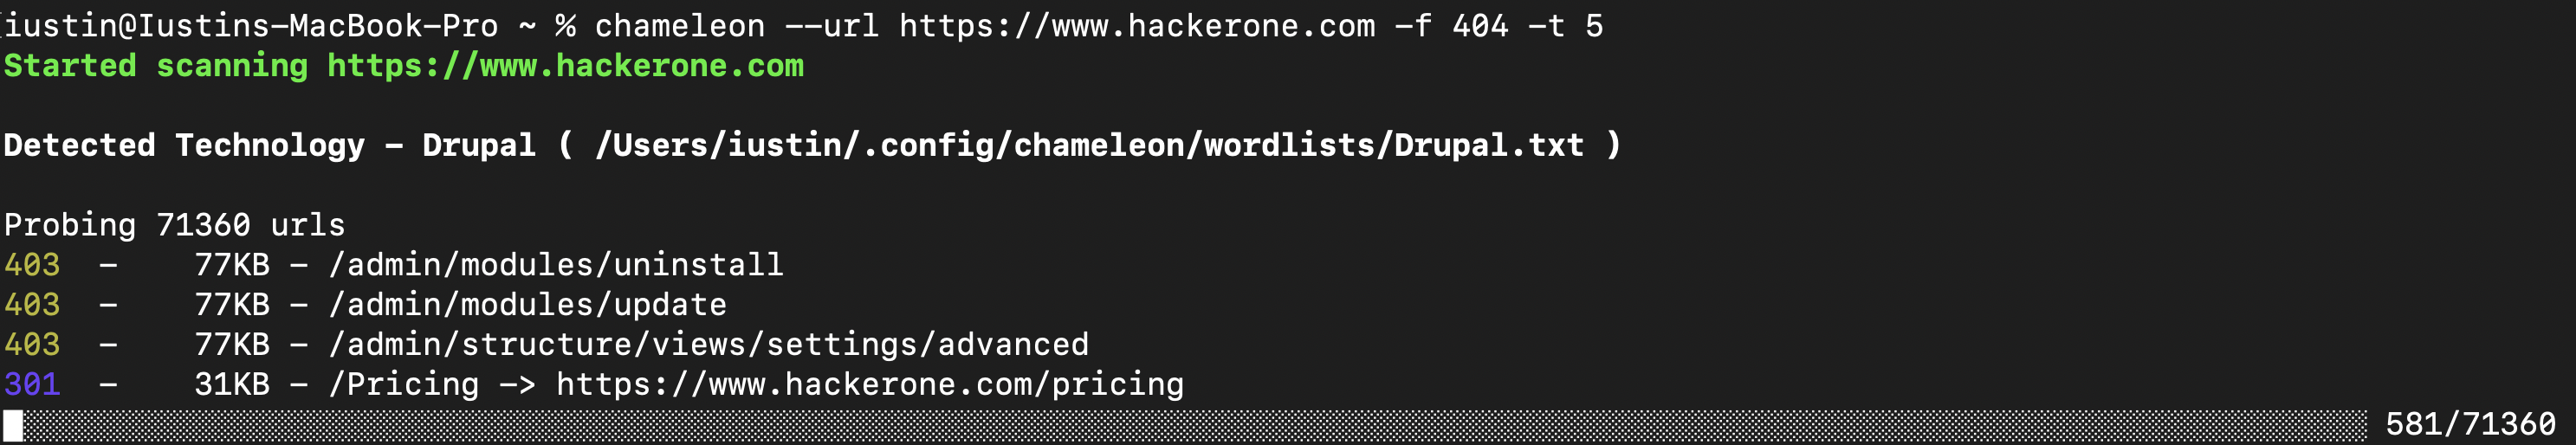 iustin@Iustins-MacBook-Pro ~ % chameleon --url https://www.hackerone.com -f 404 -t 5
Started scanning https://www.hackerone.com
Detected Technology - Drupal ( /Users/iustin/.config/chameleon/wordlists/Drupal.txt )
Probing 71360 urls
403  -    77KB - /admin/modules/uninstall
403  -    77KB - /admin/modules/update
403  -    77KB - /admin/structure/views/settings/advanced
301  -    31KB - /Pricing -> https://www.hackerone.com/pricing
581/71360